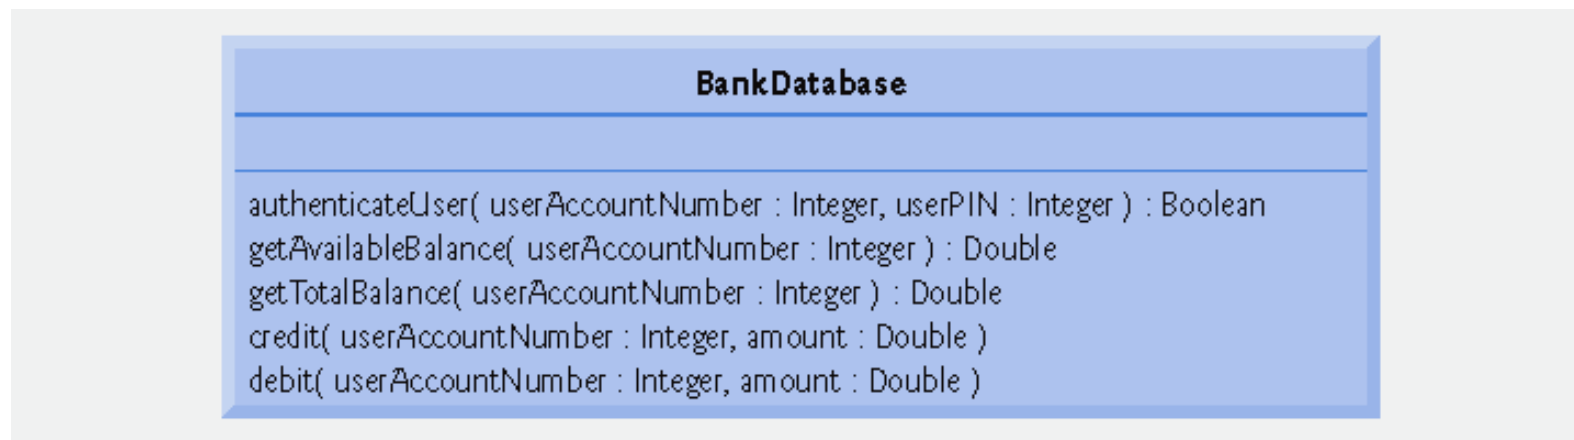 BankDatabase
authenticateUser( userAccountNumber : Integer, userPIN : Integer ) : Boolean
getAvailableBalance( userAccountNumber : Integer ) : Double
getTotalBalance( userAccountNumber : Integer ) : Double
credit( userAccountNumber : Integer, amount : Double )
debit( userAccountNumber : Integer, amount : Double )